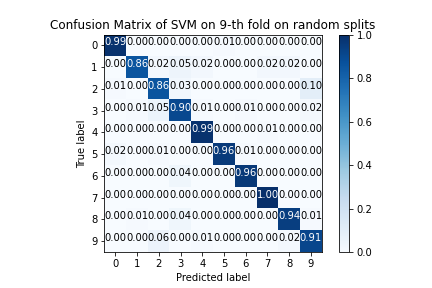 Confusion Matrix of SVM on 9-th fold on random splits
0 0.99 0.00 0.00 0.00 0.00 0.01 0.00 0.00 0.00 0.00
1 0.00 0.86 0.02 0.05 0.02 0.00 0.00 0.02 0.02 0.00
2 0.01 0.00 0.86 0.03 0.00 0.00 0.00 0.00 0.00 0.10
3 0.00 0.01 0.05 0.90 0.01 0.00 0.00 0.01 0.00 0.02
4 0.00 0.00 0.00 0.00 0.99 0.00 0.00 0.01 0.00 0.00
5 0.02 0.00 0.01 0.00 0.00 0.96 0.01 0.00 0.00 0.00
6 0.00 0.00 0.00 0.04 0.00 0.00 0.96 0.00 0.00 0.00
7 0.00 0.00 0.00 0.00 0.00 0.00 0.00 1.00 0.00 0.00
8 0.00 0.01 0.00 0.04 0.00 0.00 0.00 0.00 0.94 0.01
9 0.00 0.00 0.06 0.00 0.01 0.00 0.00 0.00 0.02 0.91
0 1 2 3 4 5 6 7 8 9
True label
Predicted label
1.0
0.8
0.6
0.4
0.2
0.0